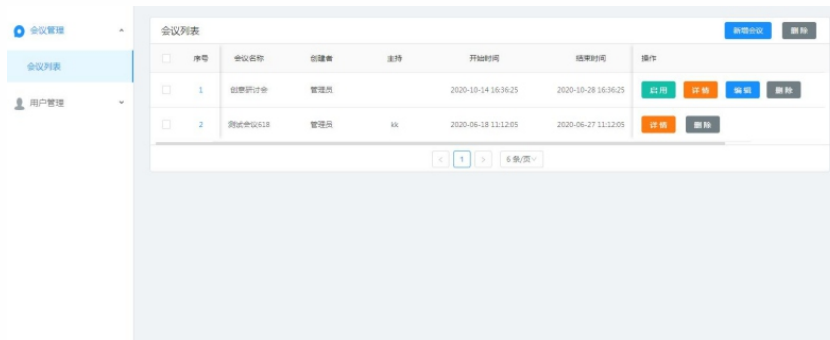 会议管理
会议列表
用户管理
会议列表
新增会议 删除
序号 会议名称 创建者 主持 开始时间 结束时间 操作
1 创意研讨会 管理员 2020-10-14 16:36:25 2020-10-28 16:36:25 启用 详情 编辑 删除
2 测试会议618 管理员 kk 2020-06-18 11:12:05 2020-06-27 11:12:05 详情 删除
< 1 > 6 条/页